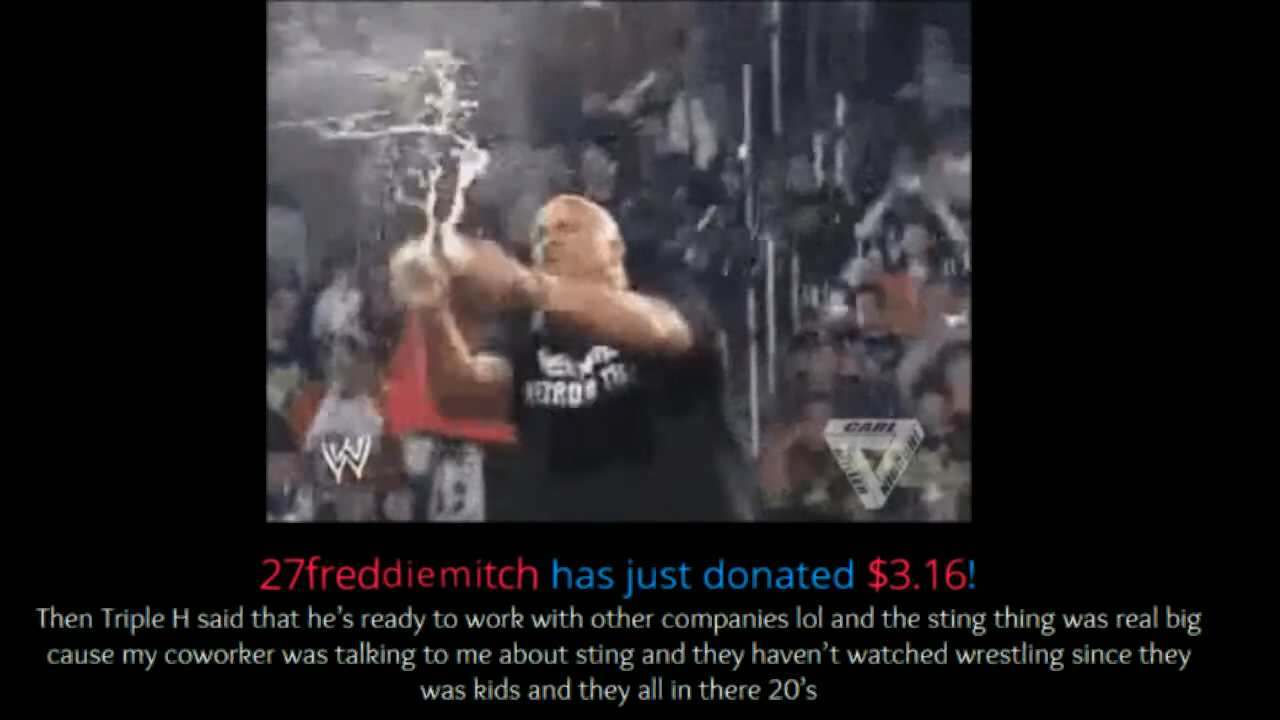 CARL
27freddiemitch has just donated $3.16!
Then Triple H said that he's ready to work with other companies lol and the sting thing was real big
cause my coworker was talking to me about sting and they haven't watched wrestling since they
was kids and they all in there 20's